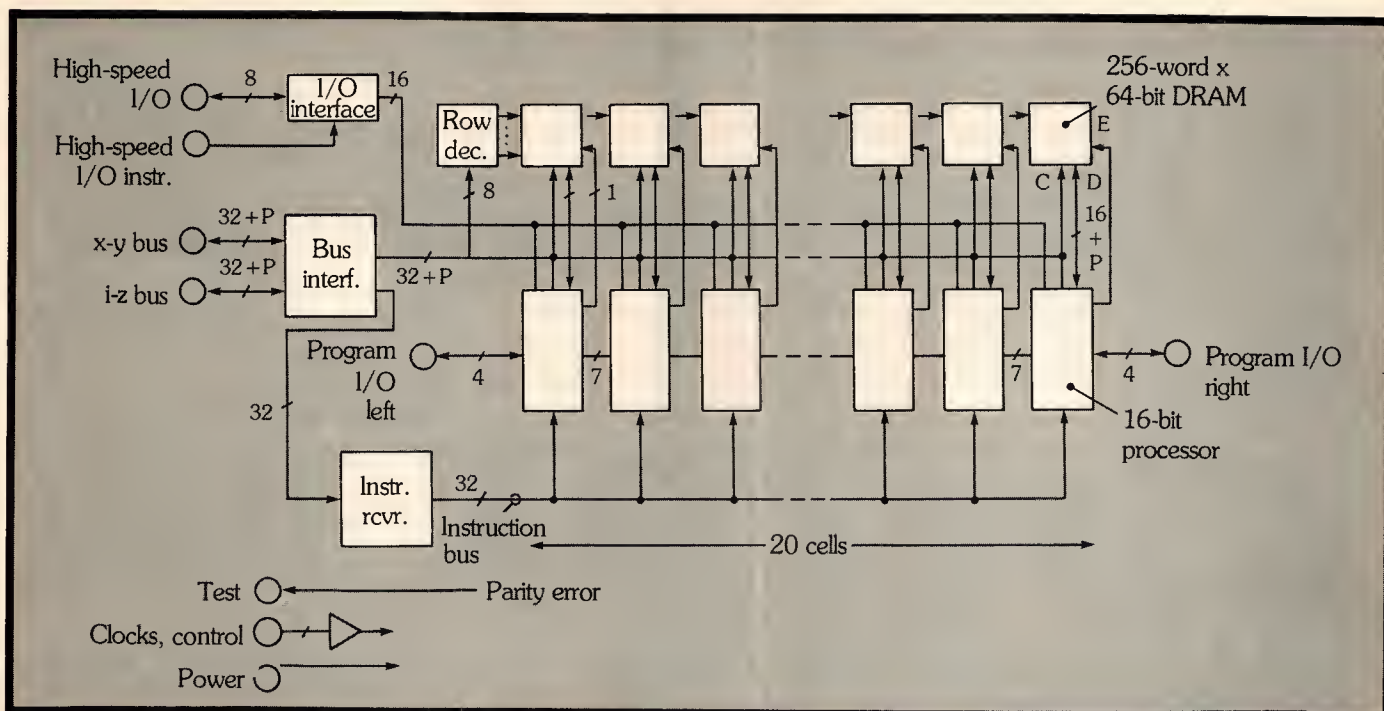 High-speed
I/O
8
I/O
interface
16
High-speed
I/O instr.
Row
dec.
8
1
256-word x
64-bit DRAM
E
C
D
16
+
P
x-y bus
32+P
i-z bus
32+P
Bus
interf.
32+P
Program
I/O
left
4
7
7
4
Program I/O
right
16-bit
processor
32
Instr.
rcvr.
32
Instruction
bus
20 cells
Test
Parity error
Clocks, control
Power